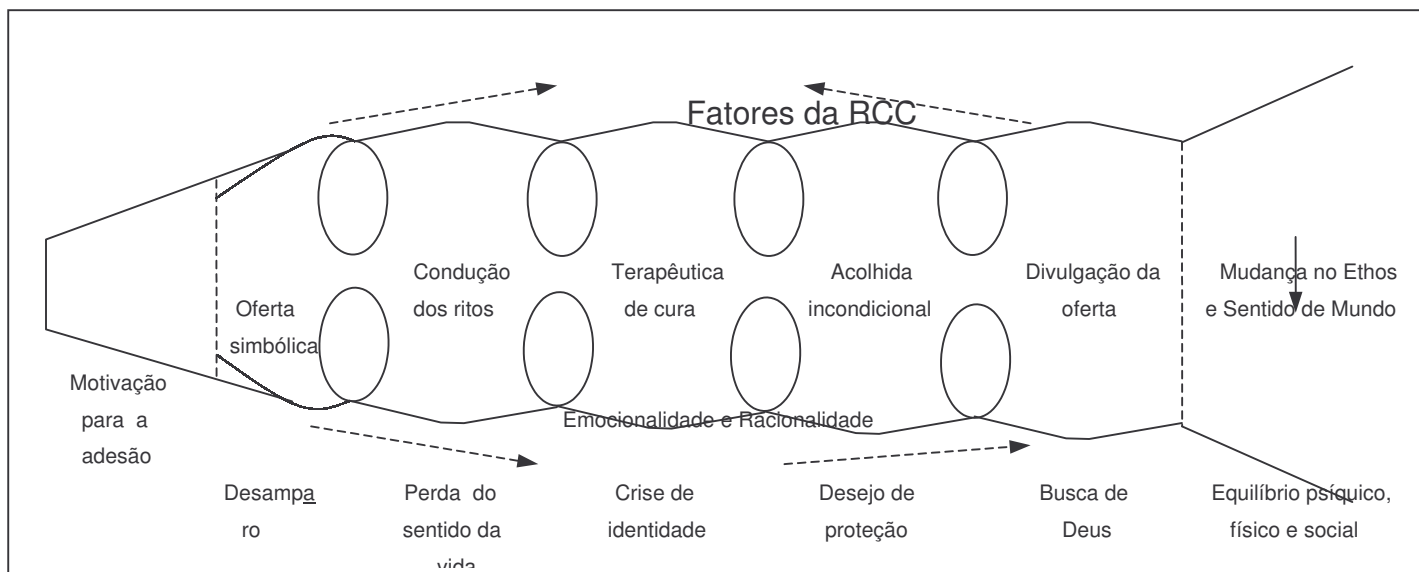 Fatores da RCC
Oferta
simbólica
Condução
dos ritos
Terapêutica
de cura
Acolhida
incondicional
Divulgação da
oferta
Mudança no Ethos
e Sentido de Mundo
Motivação
para a
adesão
Emocionalidade e Racionalidade
Desampa
ro
Perda do
sentido da
vida
Crise de
identidade
Desejo de
proteção
Busca de
Deus
Equilíbrio psíquico,
físico e social